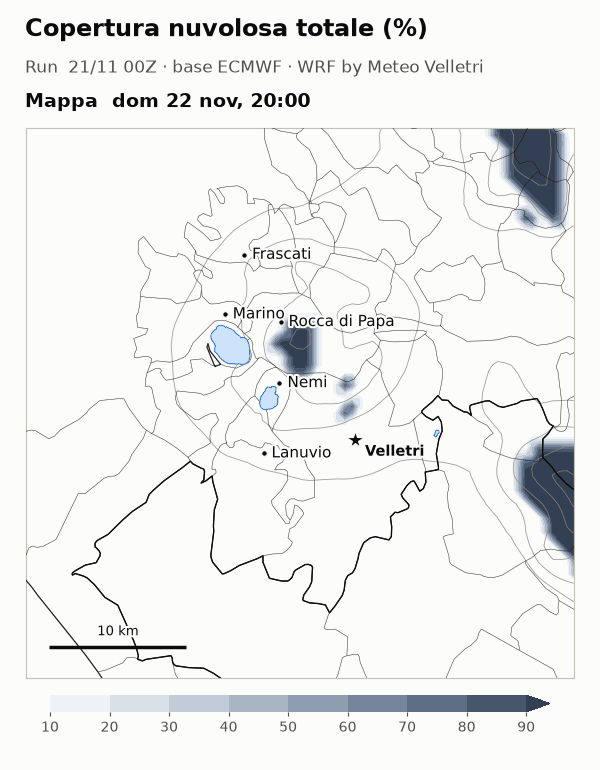 Copertura nuvolosa totale (%)
Run  21/11 00Z · base ECMWF · WRF by Meteo Velletri
Mappa  dom 22 nov, 20:00
Frascati
Marino
Rocca di Papa
Nemi
Velletri
Lanuvio
10 km
10 20 30 40 50 60 70 80 90